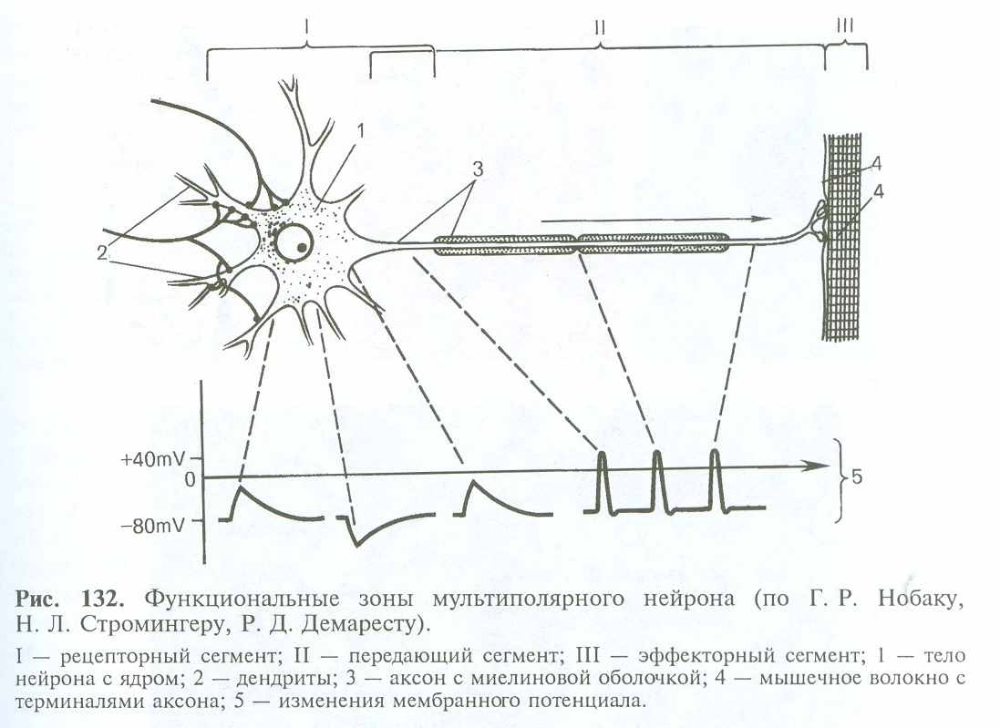 I II III
1
3
4
4
2
+40mV
0
5
−80mV
Рис. 132. Функциональные зоны мультиполярного нейрона (по Г. Р. Нобаку,
Н. Л. Стромингеру, Р. Д. Демаресту).
I — рецепторный сегмент; II — передающий сегмент; III — эффекторный сегмент; 1 — тело
нейрона с ядром; 2 — дендриты; 3 — аксон с миелиновой оболочкой; 4 — мышечное волокно с
терминалями аксона; 5 — изменения мембранного потенциала.